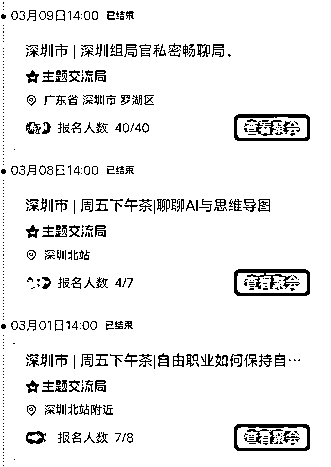 03月09日14:00 已结束
深圳市 | 深圳组局官私密畅聊局.
主题交流局
广东省 深圳市 罗湖区
报名人数 40/40
查看聚会
03月08日14:00 已结束
深圳市 | 周五下午茶|聊聊AI与思维导图
主题交流局
深圳北站
报名人数 4/7
查看聚会
03月01日14:00 已结束
深圳市 | 周五下午茶|自由职业如何保持自…
主题交流局
深圳北站附近
报名人数 7/8
查看聚会